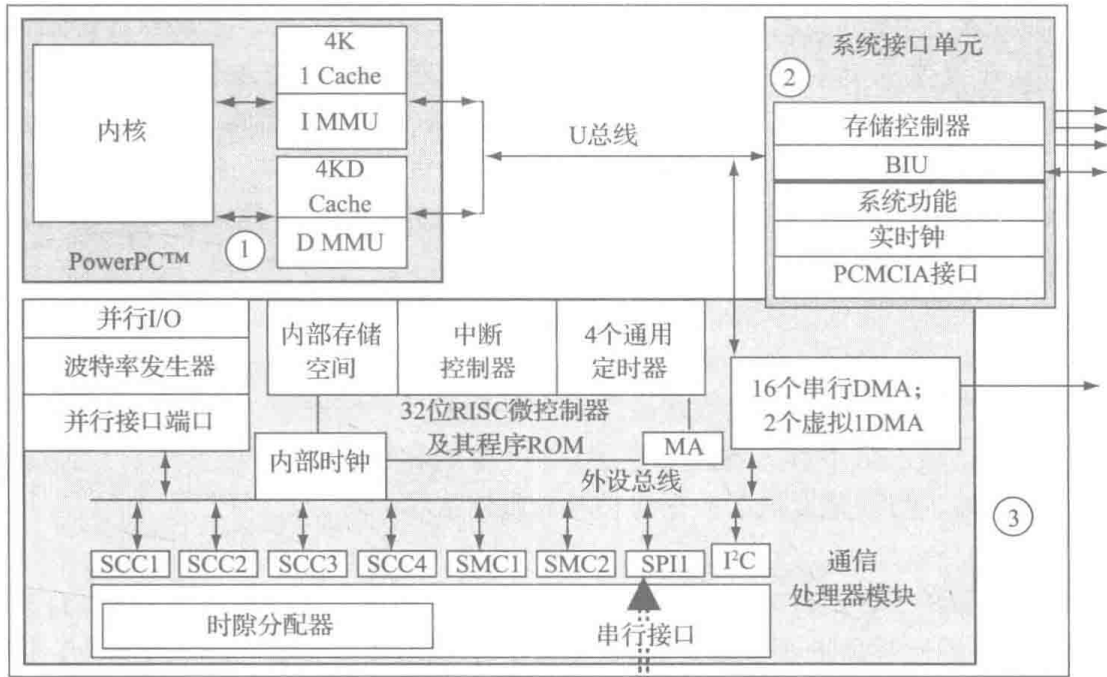 4K
1 Cache
I MMU
内核
4KD
Cache
D MMU
①
PowerPC™
U总线
系统接口单元
②
存储控制器
BIU
系统功能
实时钟
PCMCIA接口
并行I/O
波特率发生器
并行接口端口
内部存储
空间
中断
控制器
4个通用
定时器
16个串行DMA；
2个虚拟1DMA
32位RISC微控制器
及其程序ROM
内部时钟
MA
外设总线
③
SCC1
SCC2
SCC3
SCC4
SMC1
SMC2
SPI1
I²C
通信
处理器模块
时隙分配器
串行接口